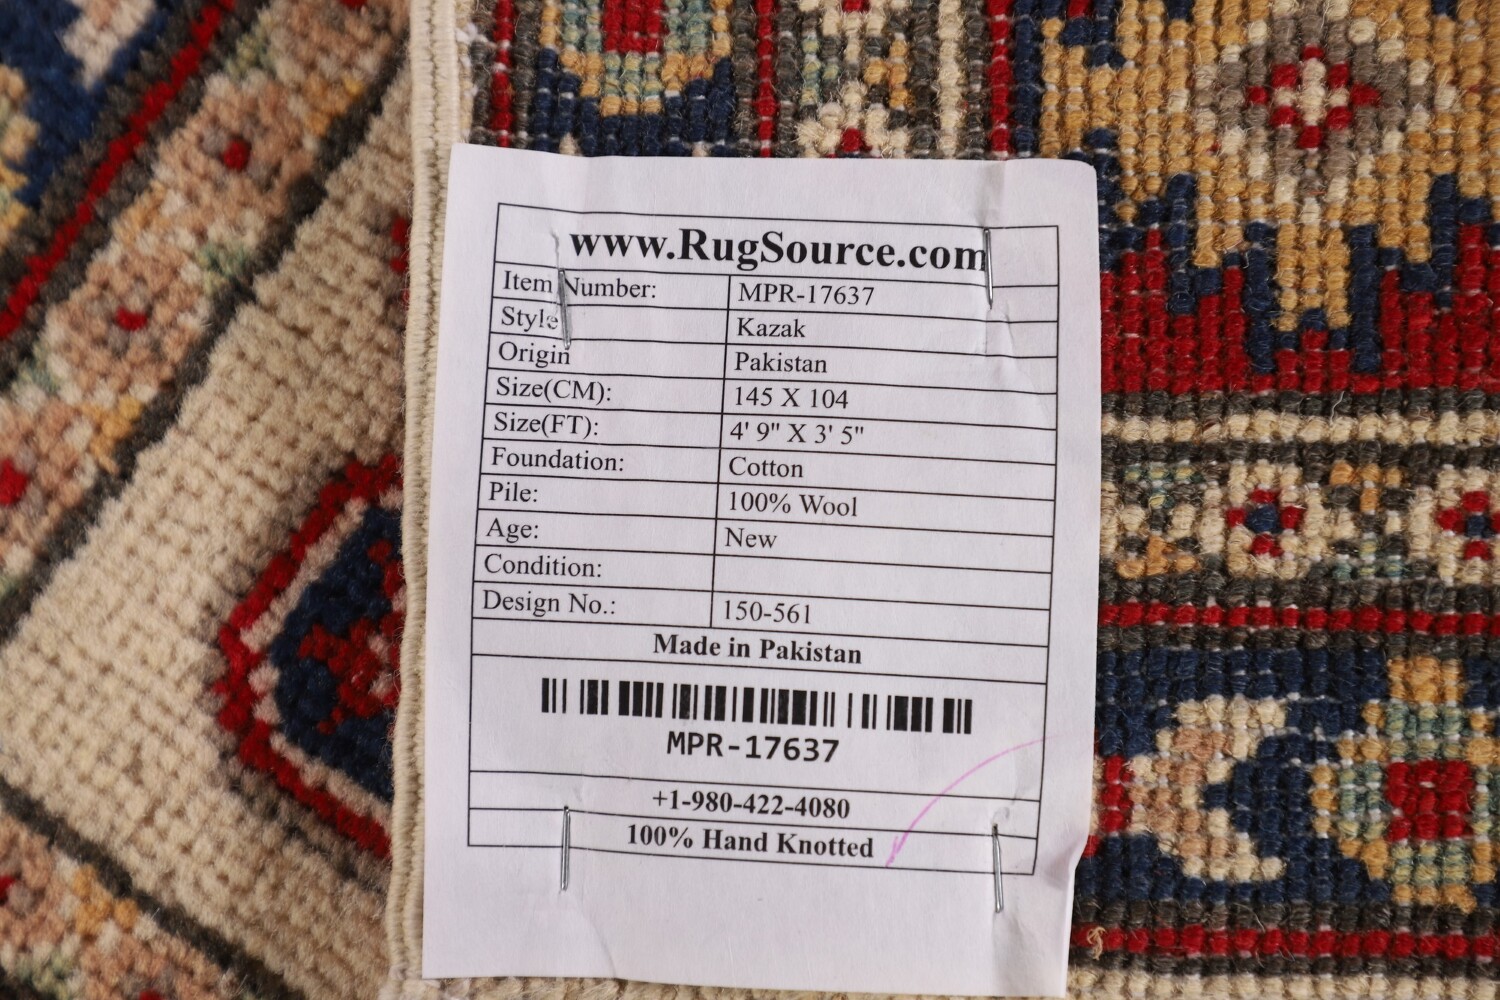 www.RugSource.com
Item Number: MPR-17637
Style Kazak
Origin Pakistan
Size(CM): 145 X 104
Size(FT): 4' 9" X 3' 5"
Foundation: Cotton
Pile: 100% Wool
Age: New
Condition:
Design No.: 150-561
Made in Pakistan
MPR-17637
+1-980-422-4080
100% Hand Knotted